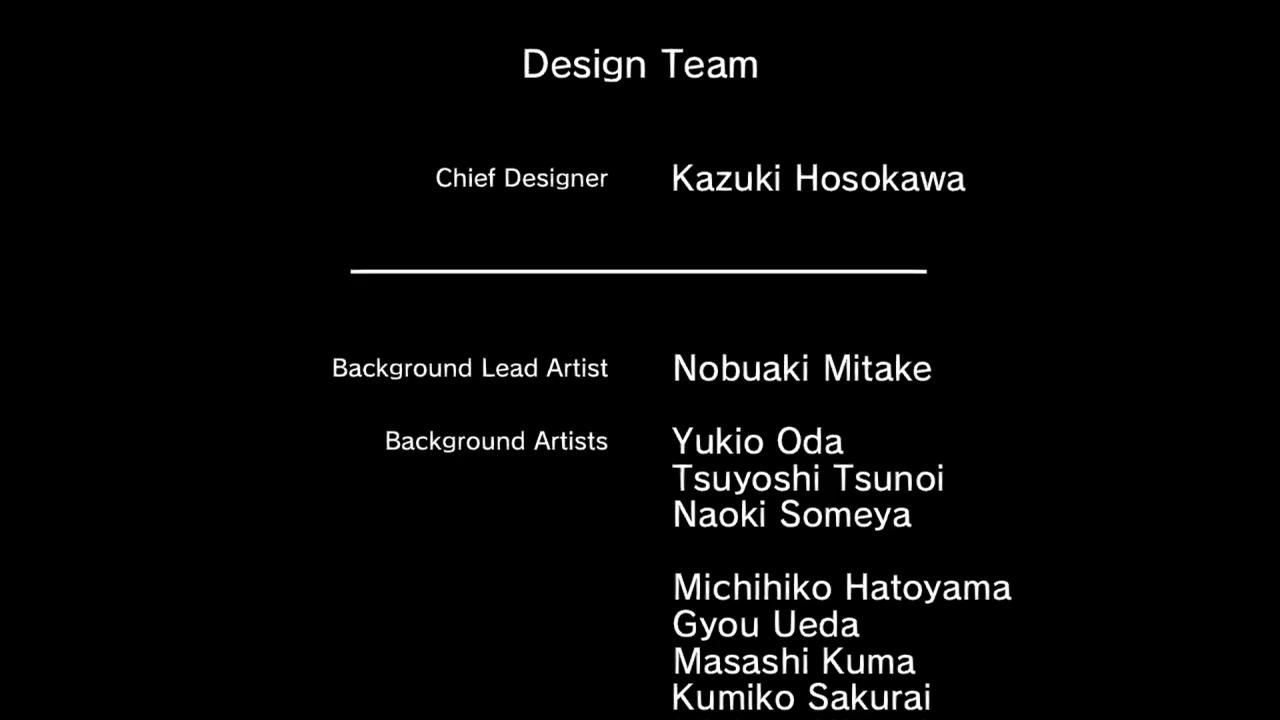 Design Team
Chief Designer Kazuki Hosokawa
Background Lead Artist Nobuaki Mitake
Background Artists Yukio Oda
Tsuyoshi Tsunoi
Naoki Someya
Michihiko Hatoyama
Gyou Ueda
Masashi Kuma
Kumiko Sakurai